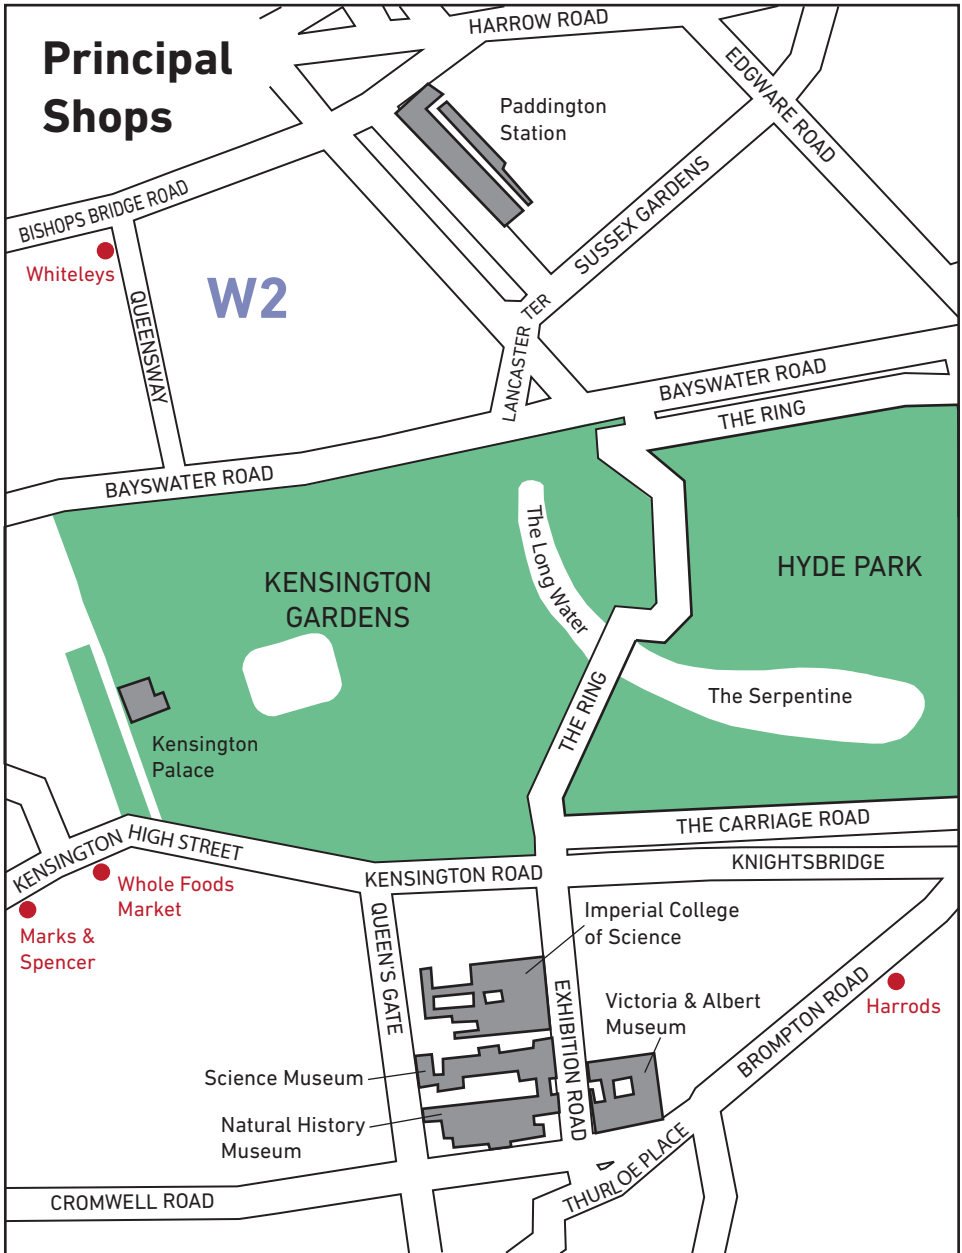 Principal
Shops
HARROW ROAD
EDGWARE ROAD
Paddington
Station
BISHOPS BRIDGE ROAD
SUSSEX GARDENS
Whiteleys
W2
QUEENSWAY
LANCASTER TER
BAYSWATER ROAD
THE RING
BAYSWATER ROAD
The Long Water
KENSINGTON
GARDENS
HYDE PARK
THE RING
The Serpentine
Kensington
Palace
THE CARRIAGE ROAD
KENSINGTON HIGH STREET
KENSINGTON ROAD
KNIGHTSBRIDGE
Whole Foods
Market
Marks &
Spencer
QUEEN'S GATE
Imperial College
of Science
EXHIBITION ROAD
Victoria & Albert
Museum
BROMPTON ROAD
Harrods
Science Museum
Natural History
Museum
THURLOE PLACE
CROMWELL ROAD